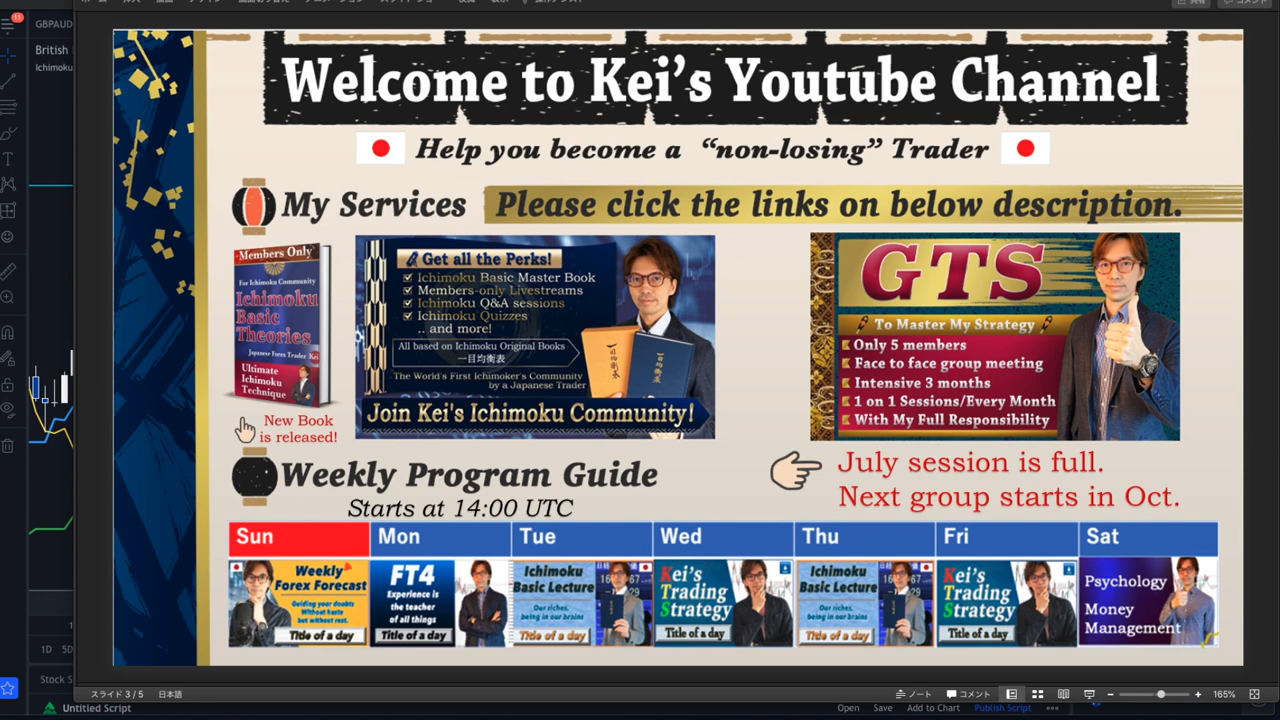 11
GBPAUD
British
Ichimoku
共有
コメント
Welcome to Kei's Youtube Channel
Help you become a “non-losing” Trader
My Services
Please click the links on below description.
Members Only
For Ichimoku Community
Ichimoku
Basic
Theories
Japanese Forex Trader Kei
Ultimate
Ichimoku
Technique
New Book
is released!
Get all the Perks!
Ichimoku Basic Master Book
Members-only Livestreams
Ichimoku Q&A sessions
Ichimoku Quizzes
.. and more!
All based on Ichimoku Original Books
一目均衡表
The World's First Ichimoker's Community
by a Japanese Trader
Join Kei's Ichimoku Community!
GTS
To Master My Strategy
Only 5 members
Face to face group meeting
Intensive 3 months
1 on 1 Sessions/Every Month
With My Full Responsibility
July session is full.
Next group starts in Oct.
Weekly Program Guide
Starts at 14:00 UTC
Sun Mon Tue Wed Thu Fri Sat
Weekly
Forex Forecast
Guiding your doubts
Without haste
but without rest.
Title of a day
FT4
Experience is
the teacher
of all things
Title of a day
Ichimoku
Basic Lecture
Our riches,
being in our brains
Title of a day
Kei's
Trading
Strategy
Title of a day
Ichimoku
Basic Lecture
Our riches,
being in our brains
Title of a day
Kei's
Trading
Strategy
Title of a day
Psychology
Money
Management
1D 5D
Stock S
スライド 3 / 5 日本語
ノート コメント 165%
Untitled Script
Open Save Add to Chart Publish Script